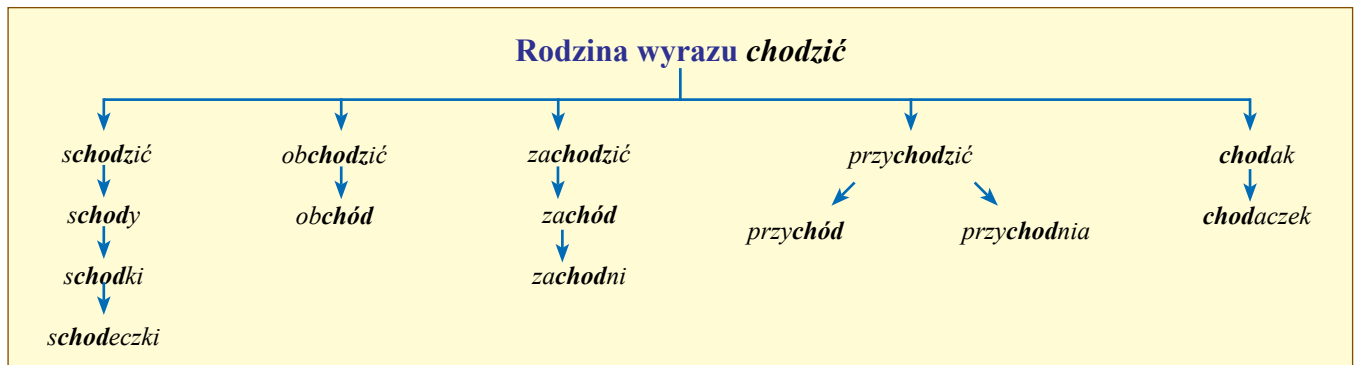 Rodzina wyrazu chodzić
schodzić obchodzić zachodzić przychodzić chodak
schody obchód zachód przychód przychodnia chodaczek
schodki zachodni
schodeczki